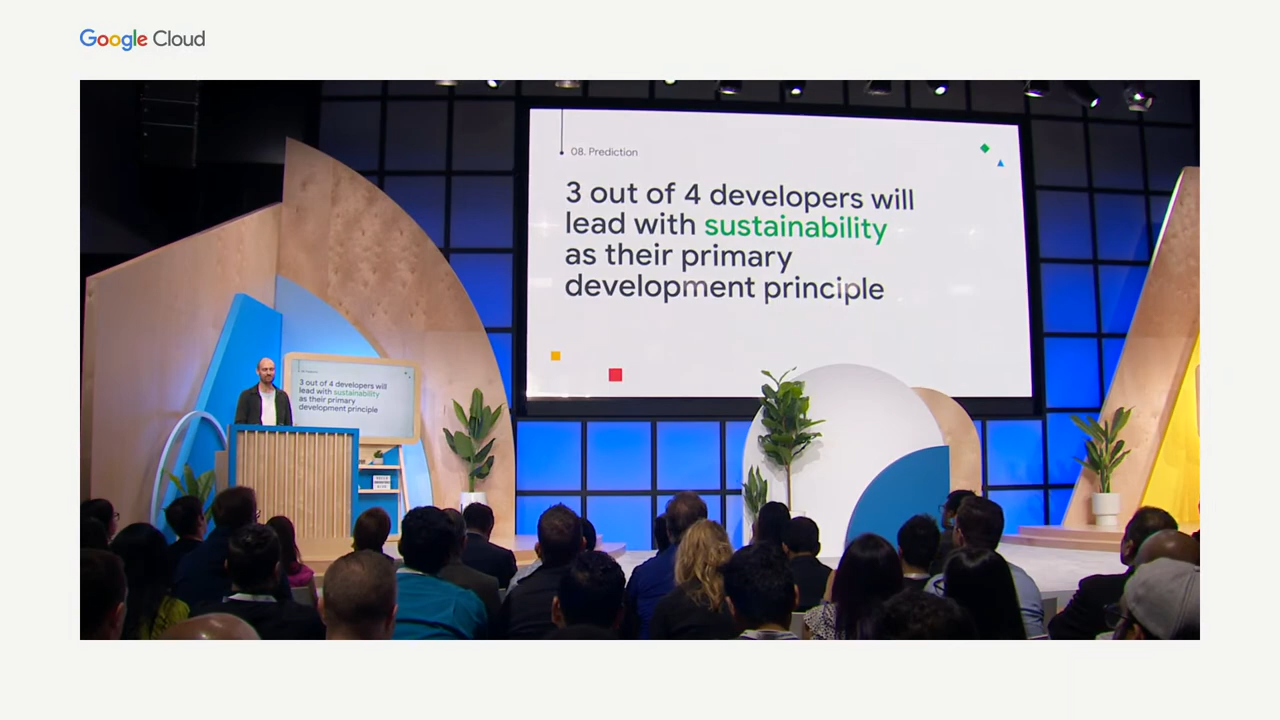 Google Cloud
08. Prediction
3 out of 4 developers will
lead with sustainability
as their primary
development principle
3 out of 4 developers will
lead with sustainability
as their primary
development principle